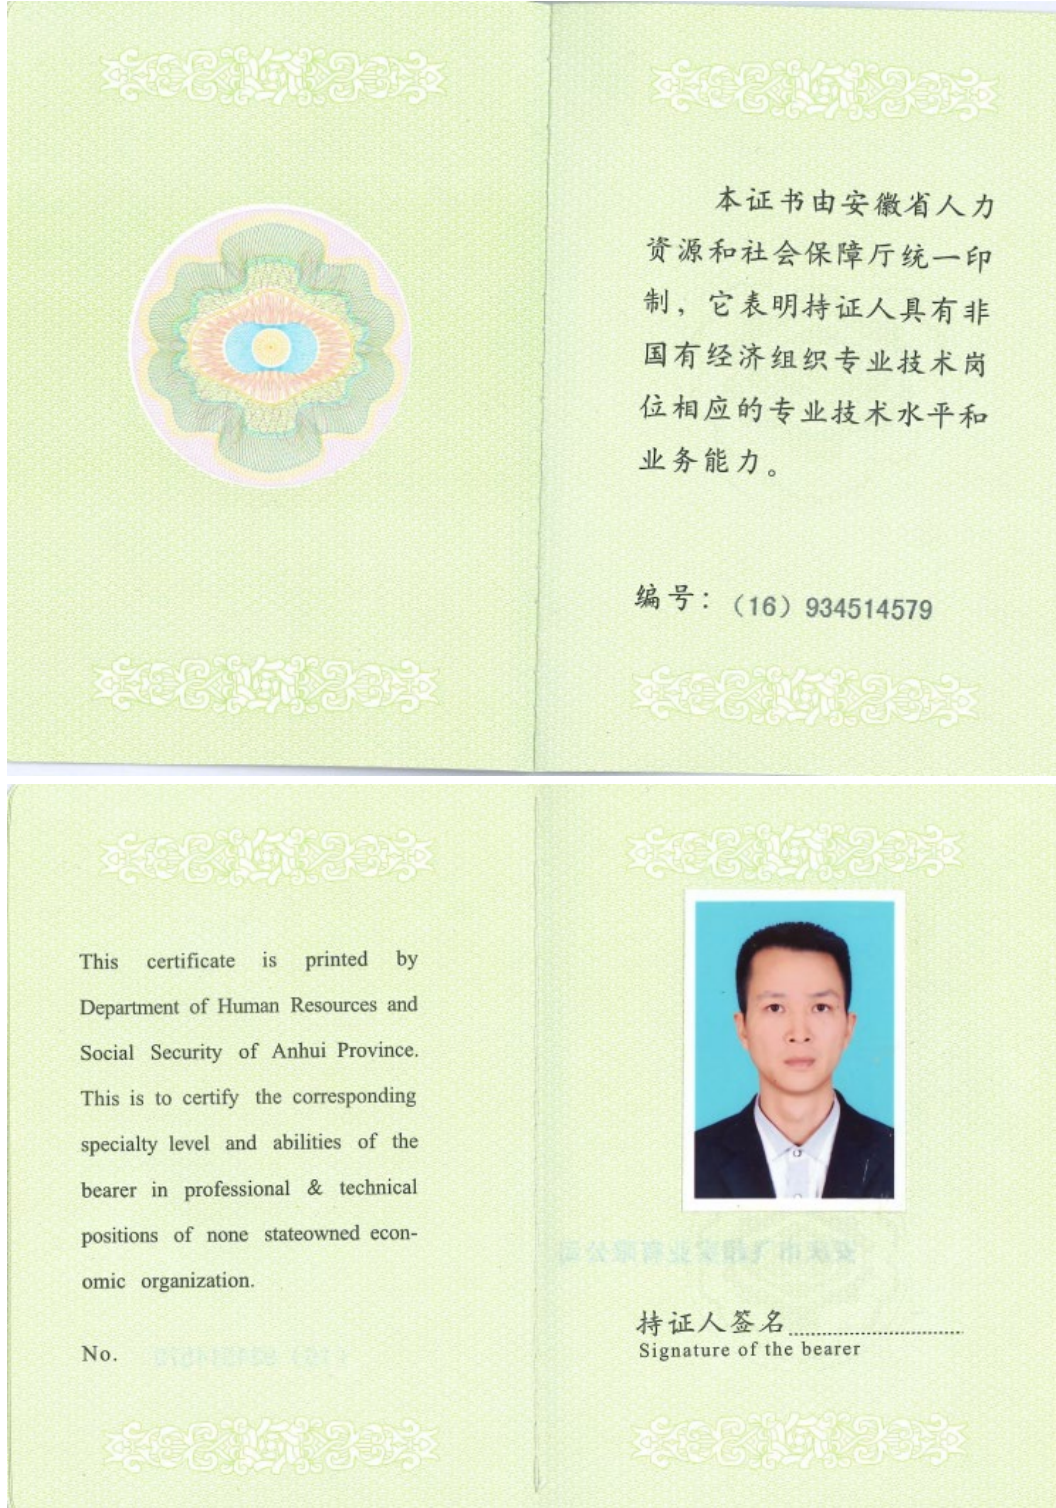 本证书由安徽省人力
资源和社会保障厅统一印
制，它表明持证人具有非
国有经济组织专业技术岗
位相应的专业技术水平和
业务能力。
编号：（16）934514579
This certificate is printed by
Department of Human Resources and
Social Security of Anhui Province.
This is to certify the corresponding
specialty level and abilities of the
bearer in professional & technical
positions of none stateowned econ-
omic organization.
No.
持证人签名
Signature of the bearer